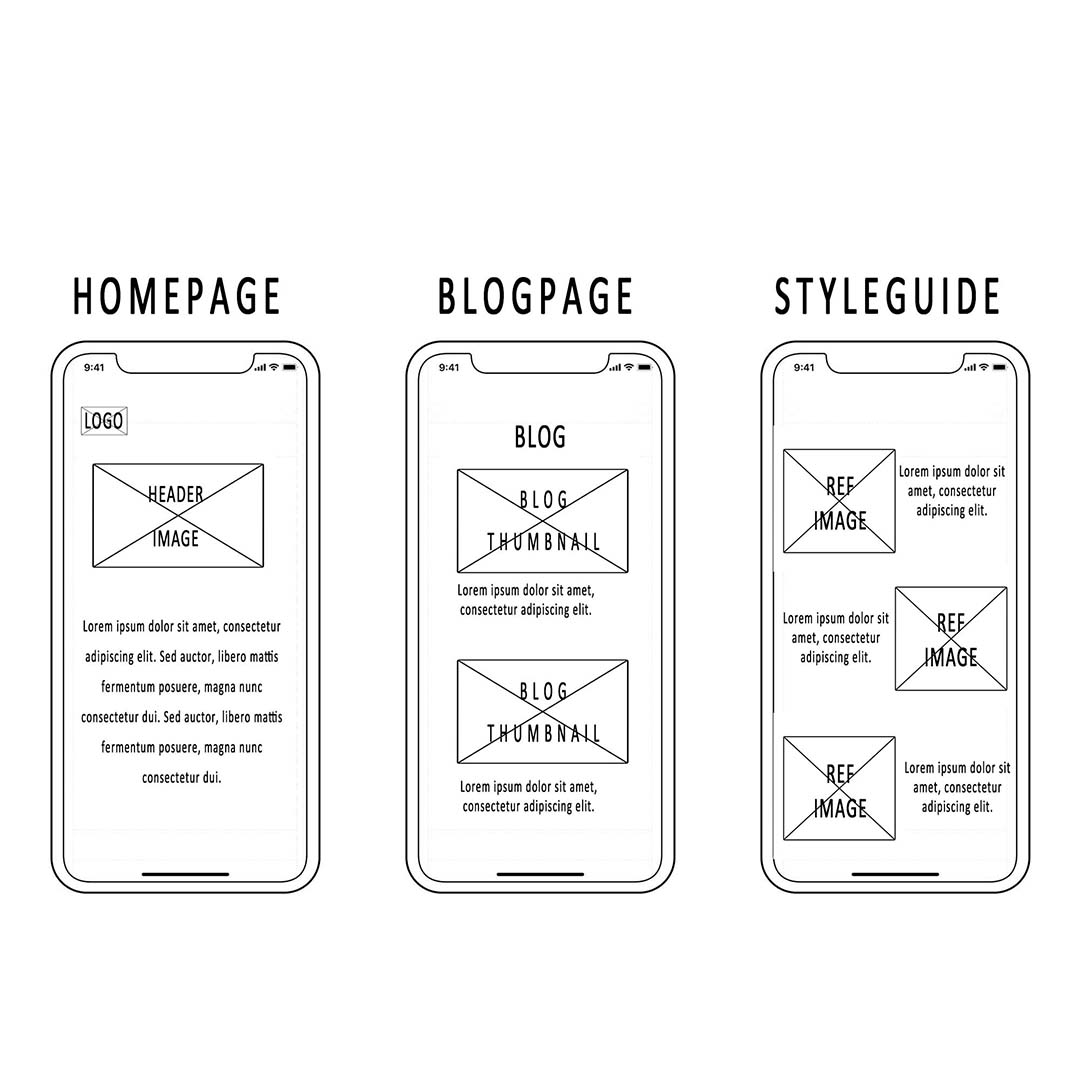 HOMEPAGE
9:41
LOGO
HEADER
IMAGE
Lorem ipsum dolor sit amet, consectetur
adipiscing elit. Sed auctor, libero mattis
fermentum posuere, magna nunc
consectetur dui. Sed auctor, libero mattis
fermentum posuere, magna nunc
consectetur dui.
BLOGPAGE
9:41
BLOG
BLOG
THUMBNAIL
Lorem ipsum dolor sit amet,
consectetur adipiscing elit.
BLOG
THUMBNAIL
Lorem ipsum dolor sit amet,
consectetur adipiscing elit.
STYLEGUIDE
9:41
REF
IMAGE
Lorem ipsum dolor sit
amet, consectetur
adipiscing elit.
Lorem ipsum dolor sit
amet, consectetur
adipiscing elit.
REF
IMAGE
REF
IMAGE
Lorem ipsum dolor sit
amet, consectetur
adipiscing elit.